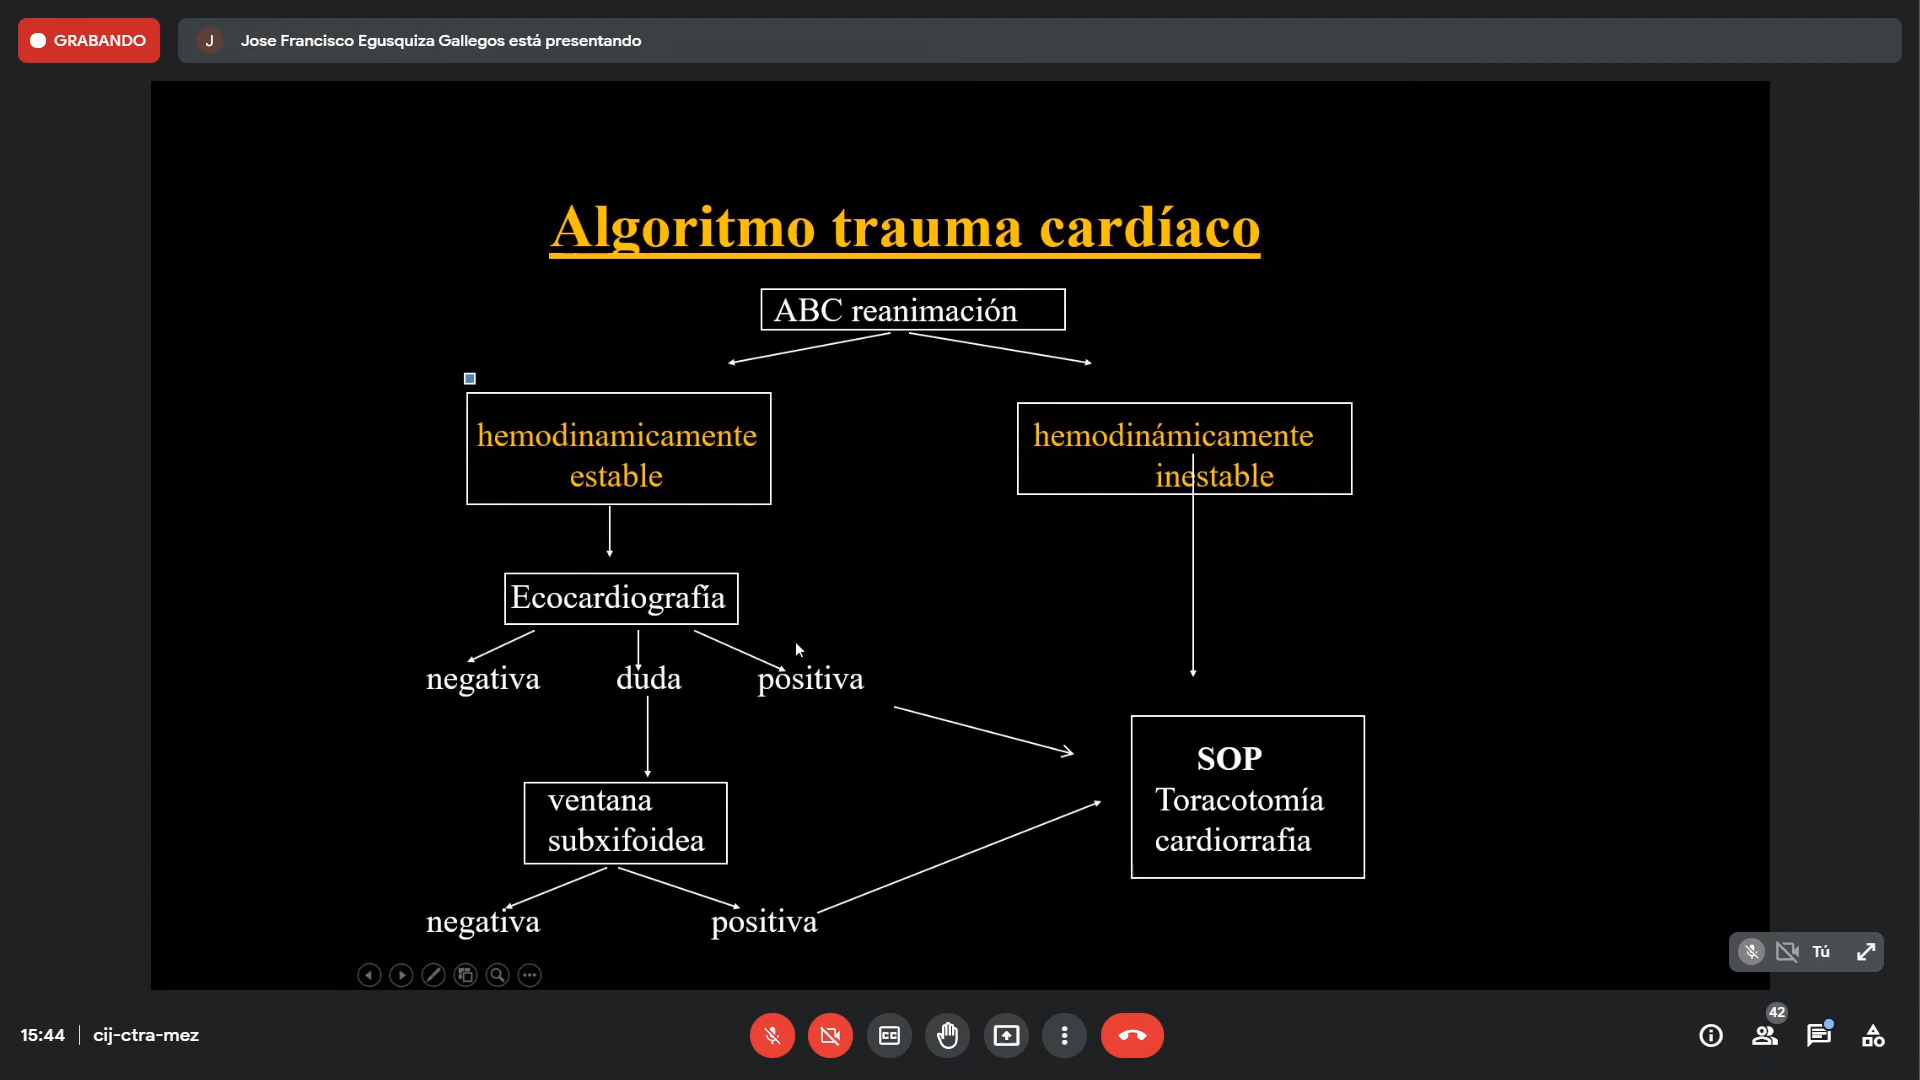 GRABANDO
J
Jose Francisco Egusquiza Gallegos está presentando
Algoritmo trauma cardíaco
ABC reanimación
hemodinamicamente
estable
hemodinámicamente
inestable
Ecocardiografía
negativa
duda
positiva
ventana
subxifoidea
SOP
Toracotomía
cardiorrafia
negativa
positiva
Tú
15:44
cij-ctra-mez
CC
42